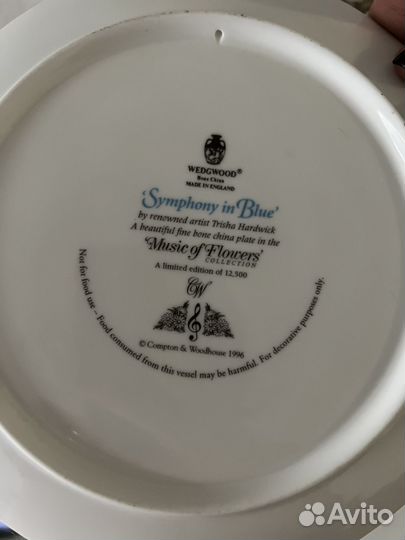 WEDGWOOD®
Bone China
MADE IN ENGLAND
'Symphony in Blue'
by renowned artist Trisha Hardwick
A beautiful fine bone china plate in the
'Music of Flowers'
COLLECTION
A limited edition of 12,500
CW
© Compton & Woodhouse 1996
Not for food use – Food consumed from this vessel may be harmful. For decorative purposes only.
Avito